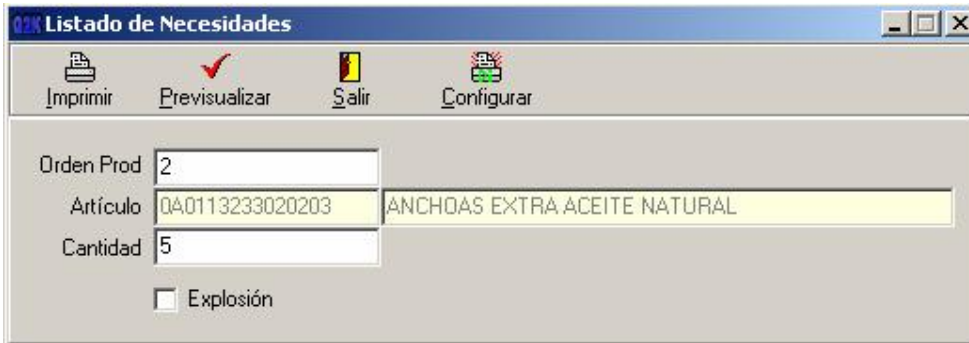 G2K Listado de Necesidades
Imprimir Previsualizar Salir Configurar
Orden Prod 2
Artículo 0A0113233020203 ANCHOAS EXTRA ACEITE NATURAL
Cantidad 5
Explosión